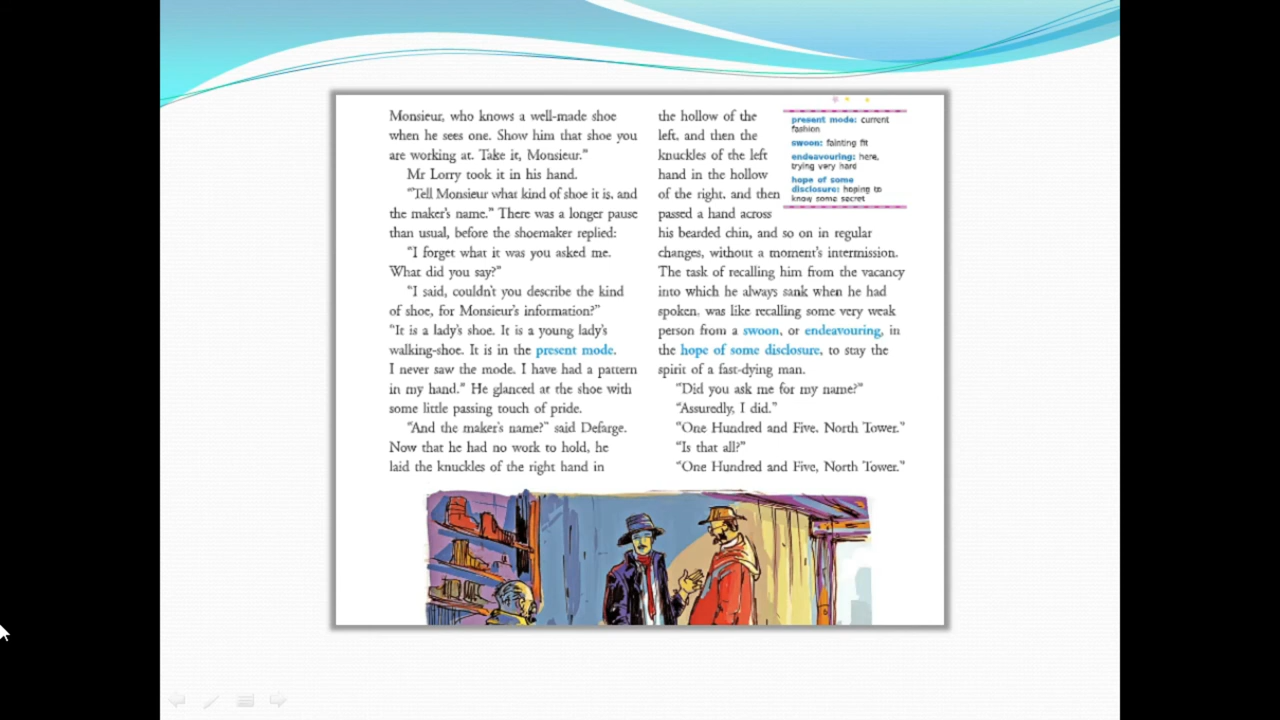 Monsieur, who knows a well-made shoe
when he sees one. Show him that shoe you
are working at. Take it, Monsieur.”
Mr Lorry took it in his hand.
“Tell Monsieur what kind of shoe it is, and
the maker’s name.” There was a longer pause
than usual, before the shoemaker replied:
“I forget what it was you asked me.
What did you say?”
“I said, couldn’t you describe the kind
of shoe, for Monsieur’s information?”
“It is a lady’s shoe. It is a young lady’s
walking-shoe. It is in the present mode.
I never saw the mode. I have had a pattern
in my hand.” He glanced at the shoe with
some little passing touch of pride.
“And the maker’s name?” said Defarge.
Now that he had no work to hold, he
laid the knuckles of the right hand in
the hollow of the
left, and then the
knuckles of the left
hand in the hollow
of the right, and then
passed a hand across
his bearded chin, and so on in regular
changes, without a moment’s intermission.
The task of recalling him from the vacancy
into which he always sank when he had
spoken, was like recalling some very weak
person from a swoon, or endeavouring, in
the hope of some disclosure, to stay the
spirit of a fast-dying man.
“Did you ask me for my name?”
“Assuredly, I did.”
“One Hundred and Five. North Tower.”
“Is that all?”
“One Hundred and Five, North Tower.”
present mode: current
fashion
swoon: fainting fit
endeavouring: here,
trying very hard
hope of some
disclosure: hoping to
know some secret